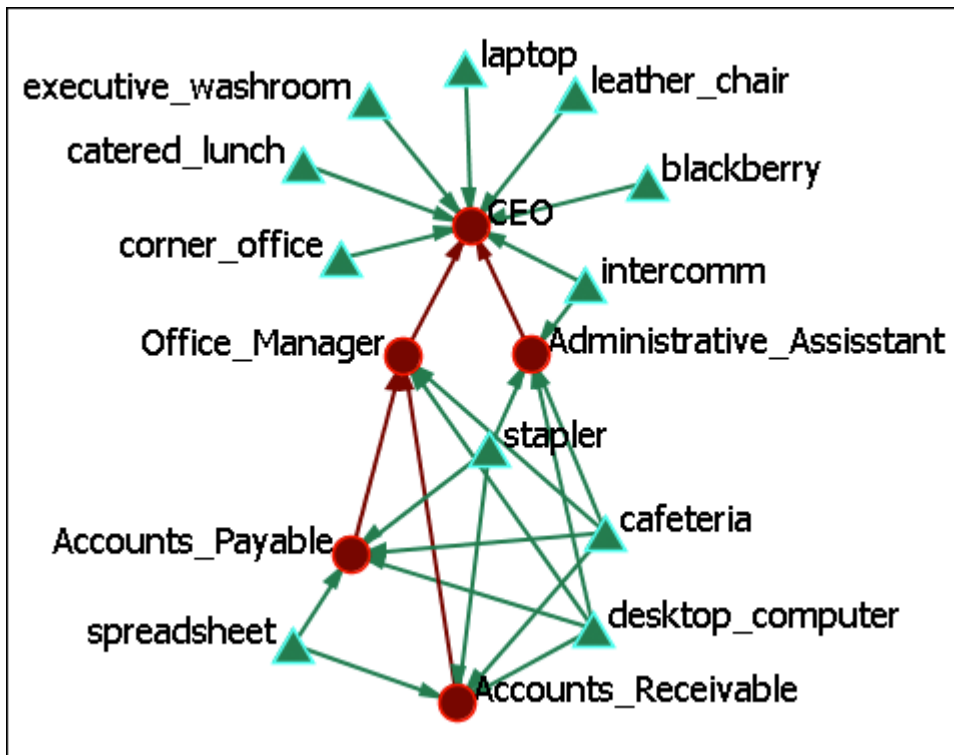 laptop
executive_washroom
leather_chair
catered_lunch
blackberry
CEO
corner_office
intercomm
Office_Manager
Administrative_Assisstant
stapler
cafeteria
Accounts_Payable
desktop_computer
spreadsheet
Accounts_Receivable